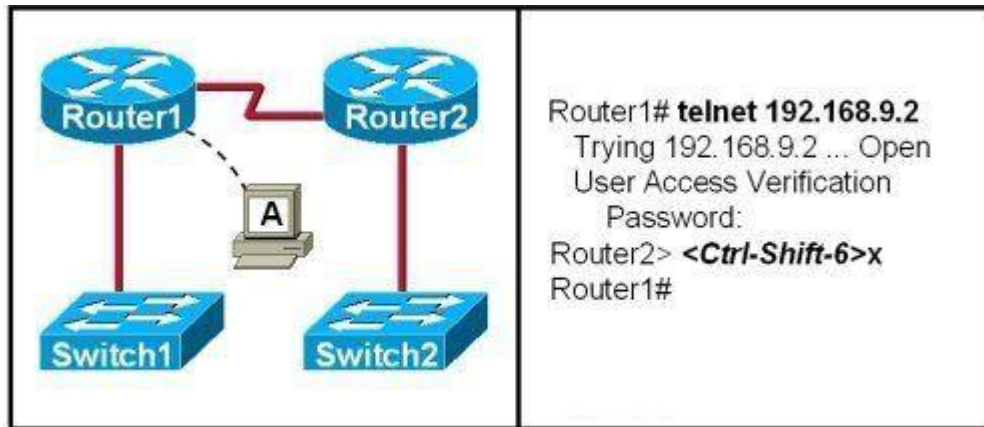 Router1
Router2
A
Switch1
Switch2
Router1# telnet 192.168.9.2
Trying 192.168.9.2 ... Open
User Access Verification
Password:
Router2> <Ctrl-Shift-6>x
Router1#